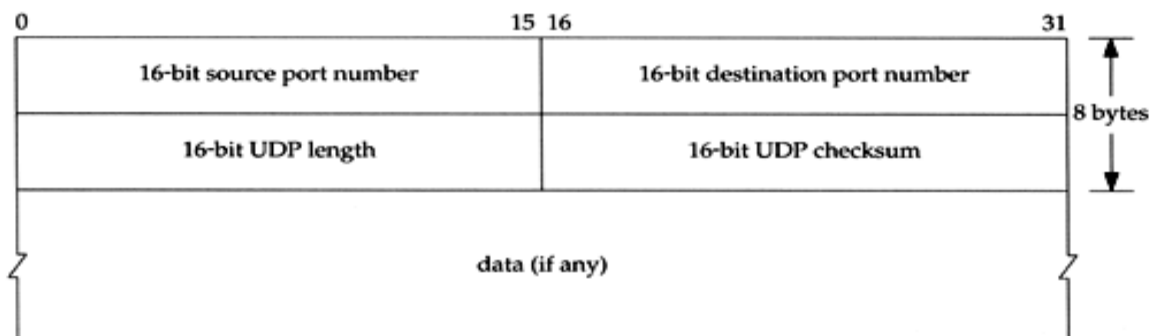 0 15 16 31
16-bit source port number 16-bit destination port number
8 bytes
16-bit UDP length 16-bit UDP checksum
data (if any)